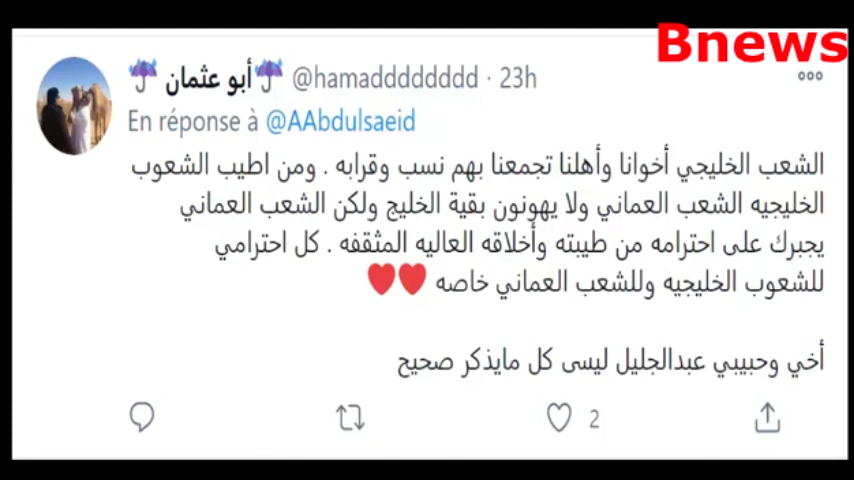 Bnews
☔أبو عثمان☔ @hamaddddddddd · 23h
En réponse à @AAbdulsaeid
الشعب الخليجي أخوانا وأهلنا تجمعنا بهم نسب وقرابه . ومن اطيب الشعوب
الخليجيه الشعب العماني ولا يهونون بقية الخليج ولكن الشعب العماني
يجبرك على احترامه من طيبته وأخلاقه العاليه المثقفه . كل احترامي
للشعوب الخليجيه وللشعب العماني خاصه ♥♥
أخي وحبيبي عبدالجليل ليسى كل مايذكر صحيح
2